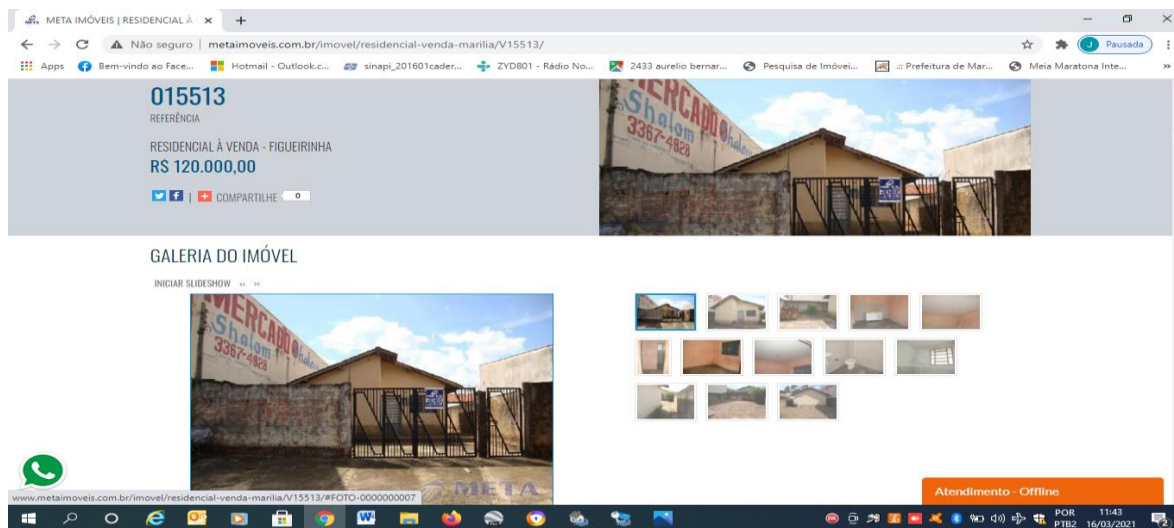 META IMÓVEIS | RESIDENCIAL À
Não seguro | metaimoveis.com.br/imovel/residencial-venda-marilia/V15513/
Pausada
Apps Bem-vindo ao Face... Hotmail - Outlook.c... sinapi_201601cader... ZYD801 - Rádio No... 2433 aurelio bernar... Pesquisa de Imóvei... .:: Prefeitura de Mar... Meia Maratona Inte... »
015513
REFERÊNCIA
RESIDENCIAL À VENDA - FIGUEIRINHA
R$ 120.000,00
| COMPARTILHE 0
MERCADO
Shalom
3367-4828
Shalom
GALERIA DO IMÓVEL
INICIAR SLIDESHOW ‹‹ ››
MERCADO
Shalom
3367-4828
Shalom
META
www.metaimoveis.com.br/imovel/residencial-venda-marilia/V15513/#FOTO-0000000007
Atendimento - Offline
POR 11:43
PTB2 16/03/2021